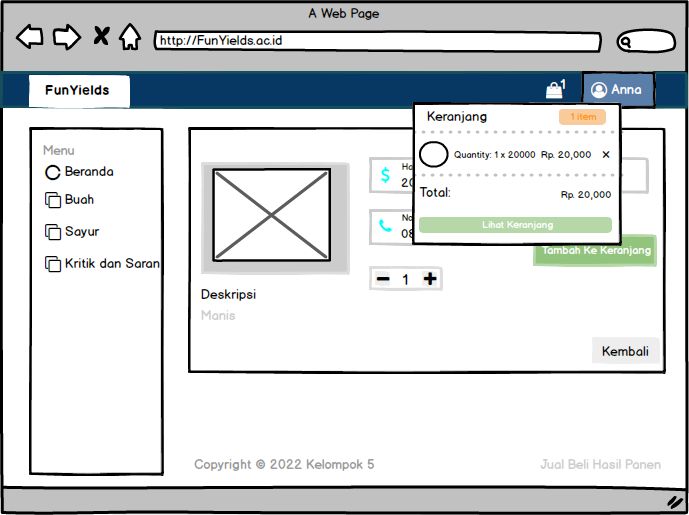 A Web Page
http://FunYields.ac.id
FunYields
1
Anna
Keranjang
1 item
Quantity: 1 x 20000 Rp. 20,000 ×
Total:
Rp. 20,000
Lihat Keranjang
Menu
Beranda
Buah
Sayur
Kritik dan Saran
Tambah Ke Keranjang
1
Deskripsi
Manis
Kembali
Copyright © 2022 Kelompok 5
Jual Beli Hasil Panen